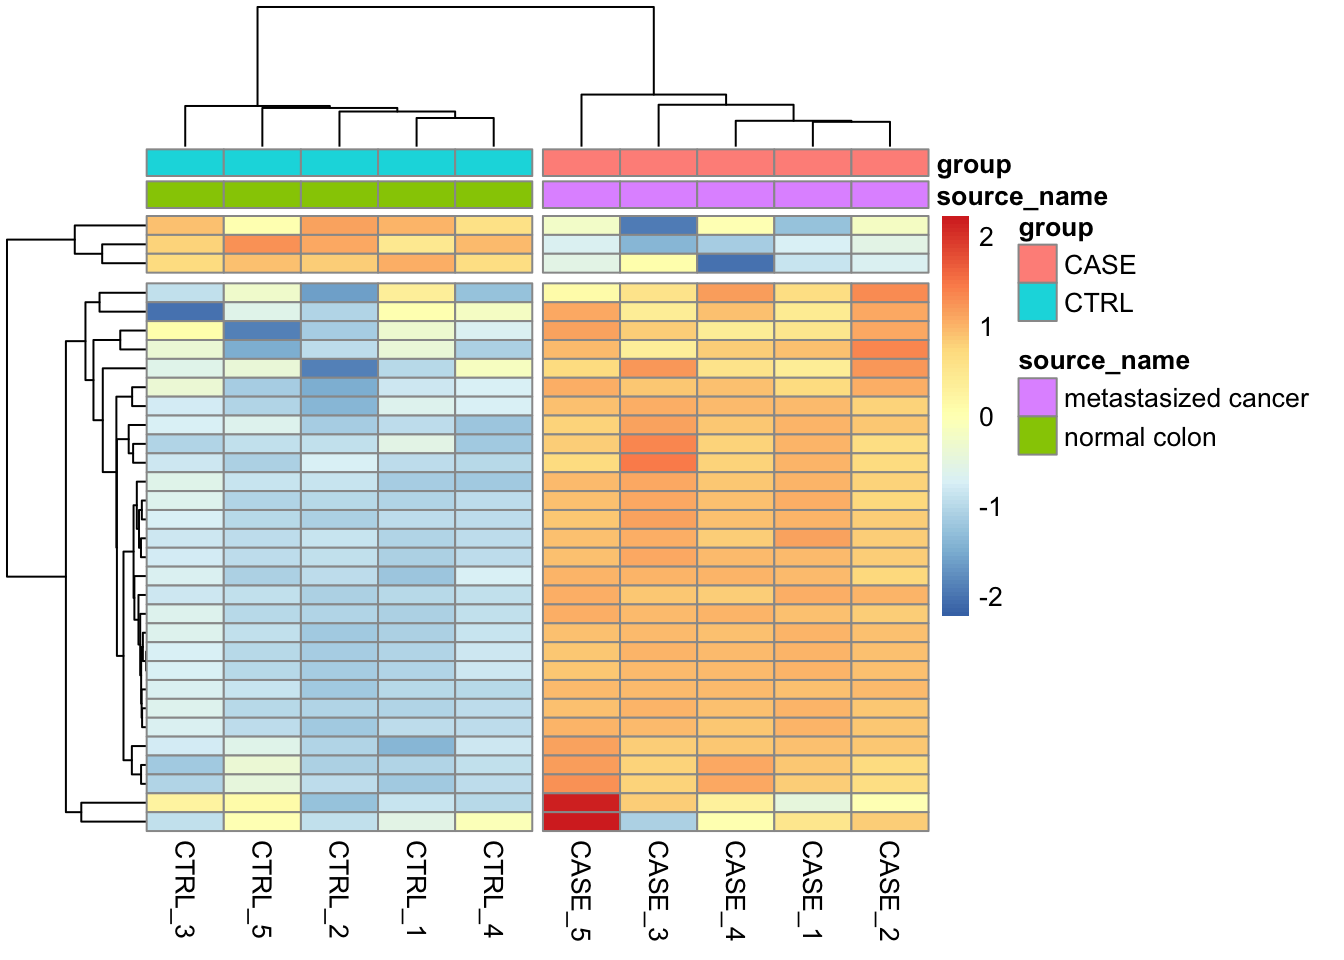 group
source_name
2
1
0
-1
-2
group
CASE
CTRL
source_name
metastasized cancer
normal colon
CTRL_3
CTRL_5
CTRL_2
CTRL_1
CTRL_4
CASE_5
CASE_3
CASE_4
CASE_1
CASE_2